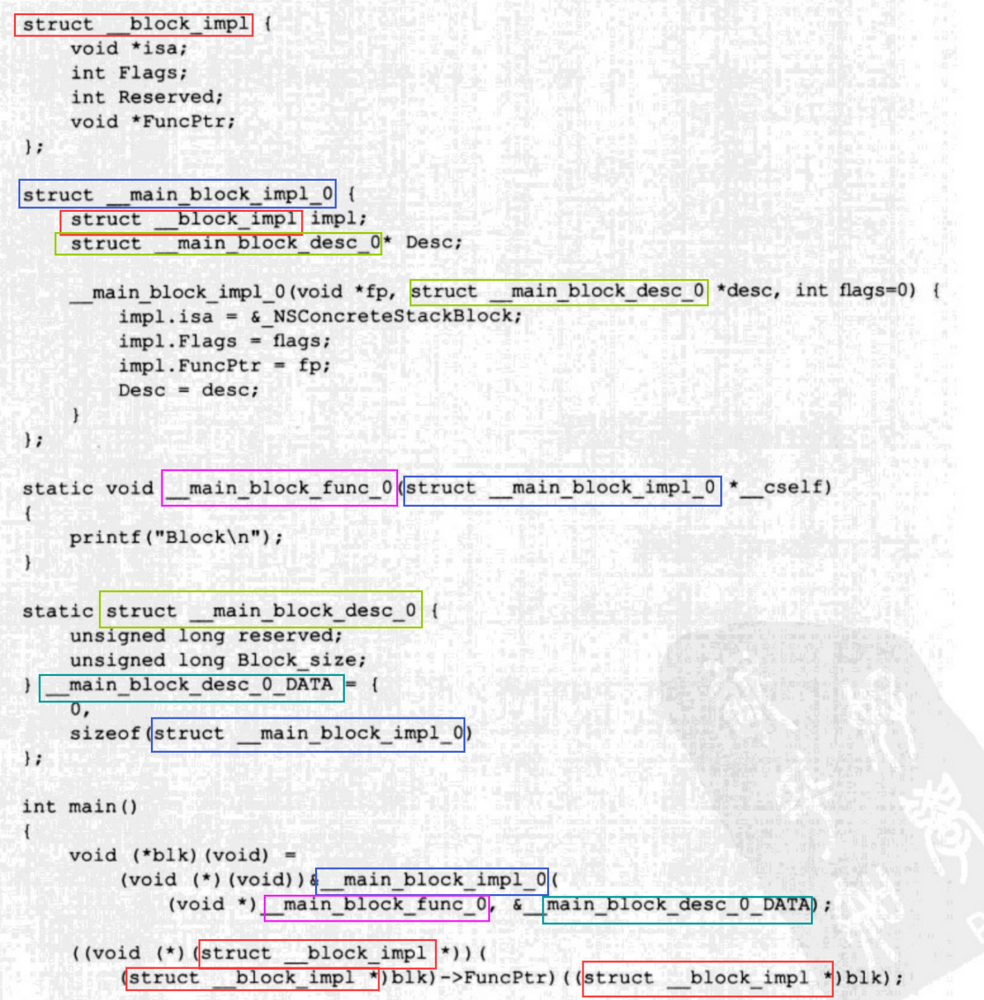 struct __block_impl {
void *isa;
int Flags;
int Reserved;
void *FuncPtr;
};
struct __main_block_impl_0 {
struct __block_impl impl;
struct __main_block_desc_0* Desc;
__main_block_impl_0(void *fp, struct __main_block_desc_0 *desc, int flags=0) {
impl.isa = &_NSConcreteStackBlock;
impl.Flags = flags;
impl.FuncPtr = fp;
Desc = desc;
}
};
static void __main_block_func_0(struct __main_block_impl_0 *__cself)
{
printf("Block\n");
}
static struct __main_block_desc_0 {
unsigned long reserved;
unsigned long Block_size;
} __main_block_desc_0_DATA = {
0,
sizeof(struct __main_block_impl_0)
};
int main()
{
void (*blk)(void) =
(void (*)(void))&__main_block_impl_0(
(void *)__main_block_func_0, &__main_block_desc_0_DATA);
((void (*)(struct __block_impl *))(
(struct __block_impl *)blk)->FuncPtr)((struct __block_impl *)blk);